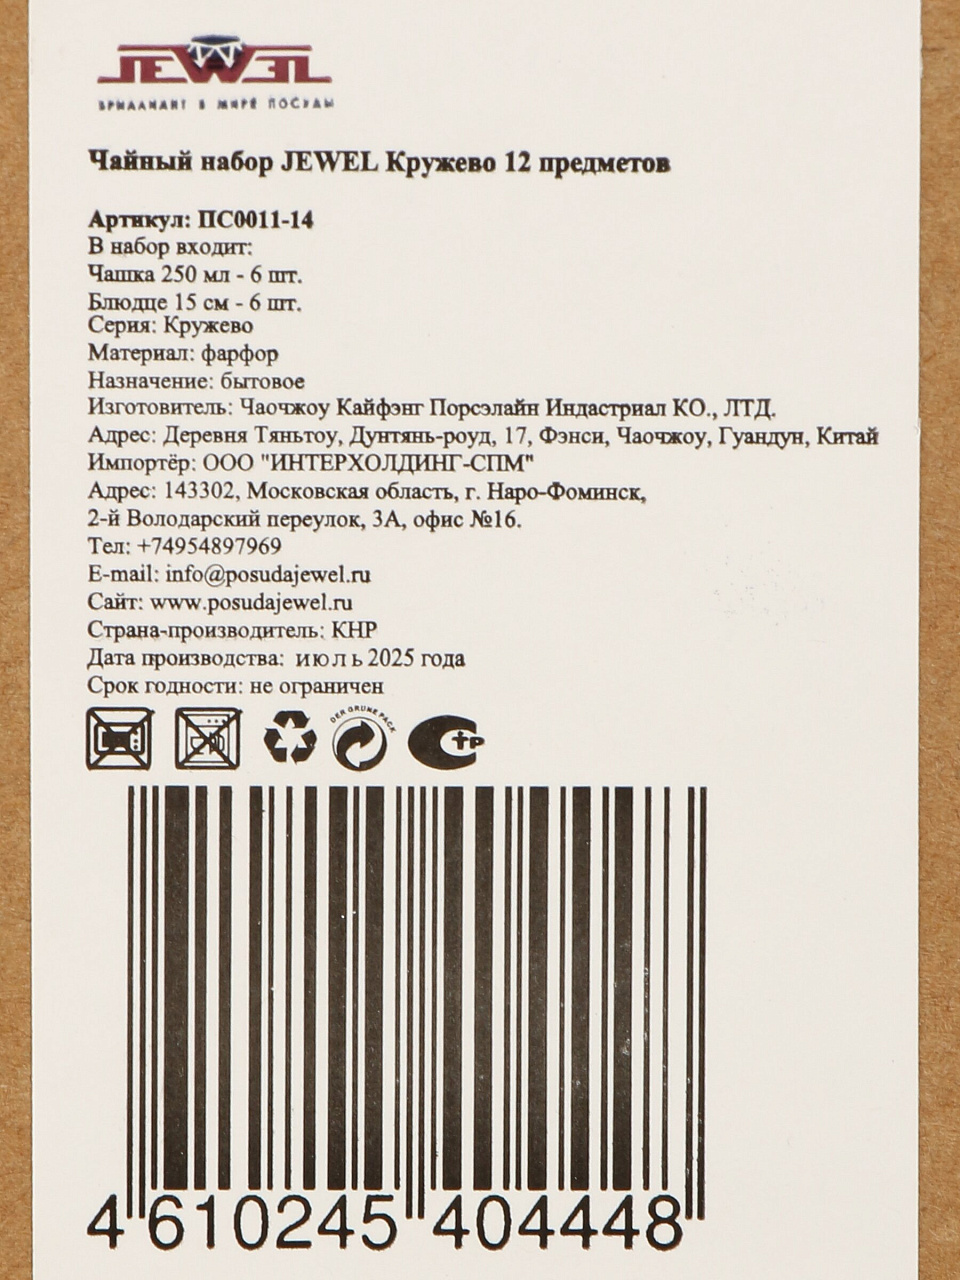 JEWEL
БРИЛЛИАНТ В МИРЕ ПОСУДЫ
Чайный набор JEWEL Кружево 12 предметов
Артикул: ПС0011-14
В набор входит:
Чашка 250 мл - 6 шт.
Блюдце 15 см - 6 шт.
Серия: Кружево
Материал: фарфор
Назначение: бытовое
Изготовитель: Чаочжоу Кайфэнг Порсэлайн Индастриал КО., ЛТД.
Адрес: Деревня Тяньтоу, Дунтянь-роуд, 17, Фэнси, Чаочжоу, Гуандун, Китай
Импортёр: ООО "ИНТЕРХОЛДИНГ-СПМ"
Адрес: 143302, Московская область, г. Наро-Фоминск,
2-й Володарский переулок, 3А, офис №16.
Тел: +74954897969
E-mail: info@posudajewel.ru
Сайт: www.posudajewel.ru
Страна-производитель: КНР
Дата производства: июль 2025 года
Срок годности: не ограничен
DER GRUNE PACK
СТР
4 610245 404448